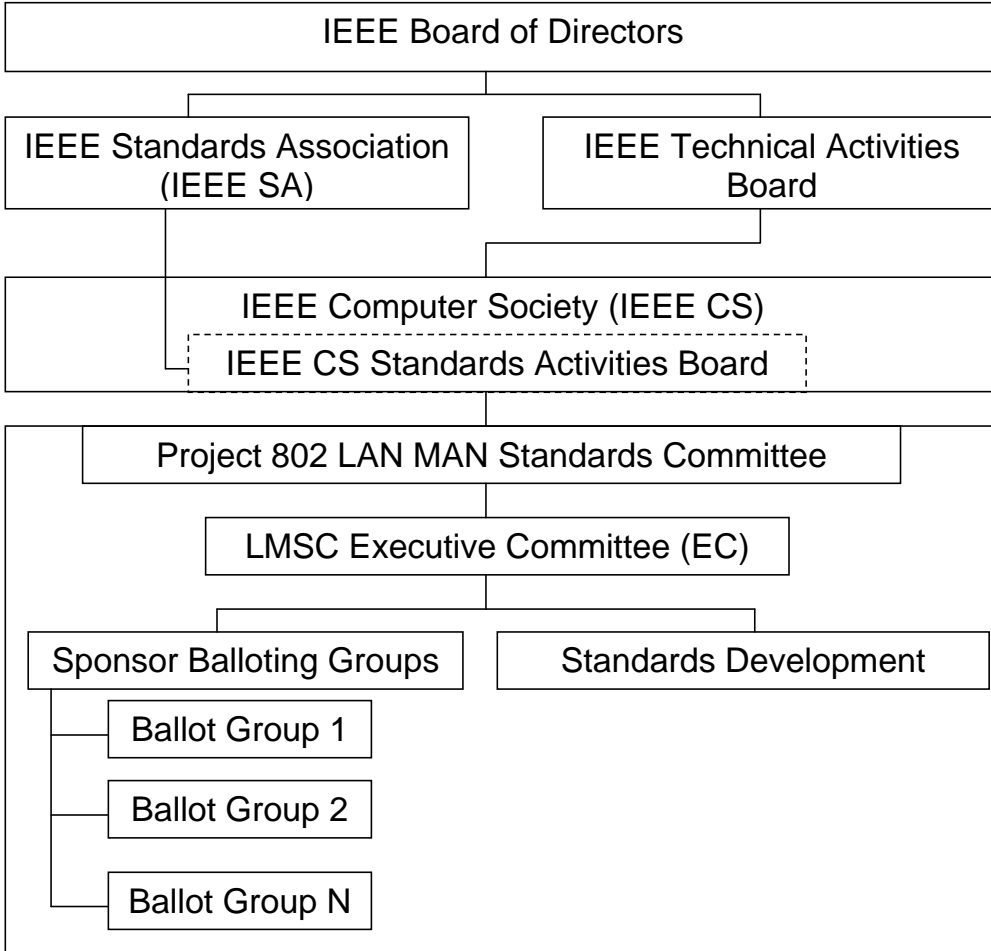 IEEE Board of Directors
IEEE Standards Association
(IEEE SA)
IEEE Technical Activities
Board
IEEE Computer Society (IEEE CS)
IEEE CS Standards Activities Board
Project 802 LAN MAN Standards Committee
LMSC Executive Committee (EC)
Sponsor Balloting Groups
Standards Development
Ballot Group 1
Ballot Group 2
Ballot Group N